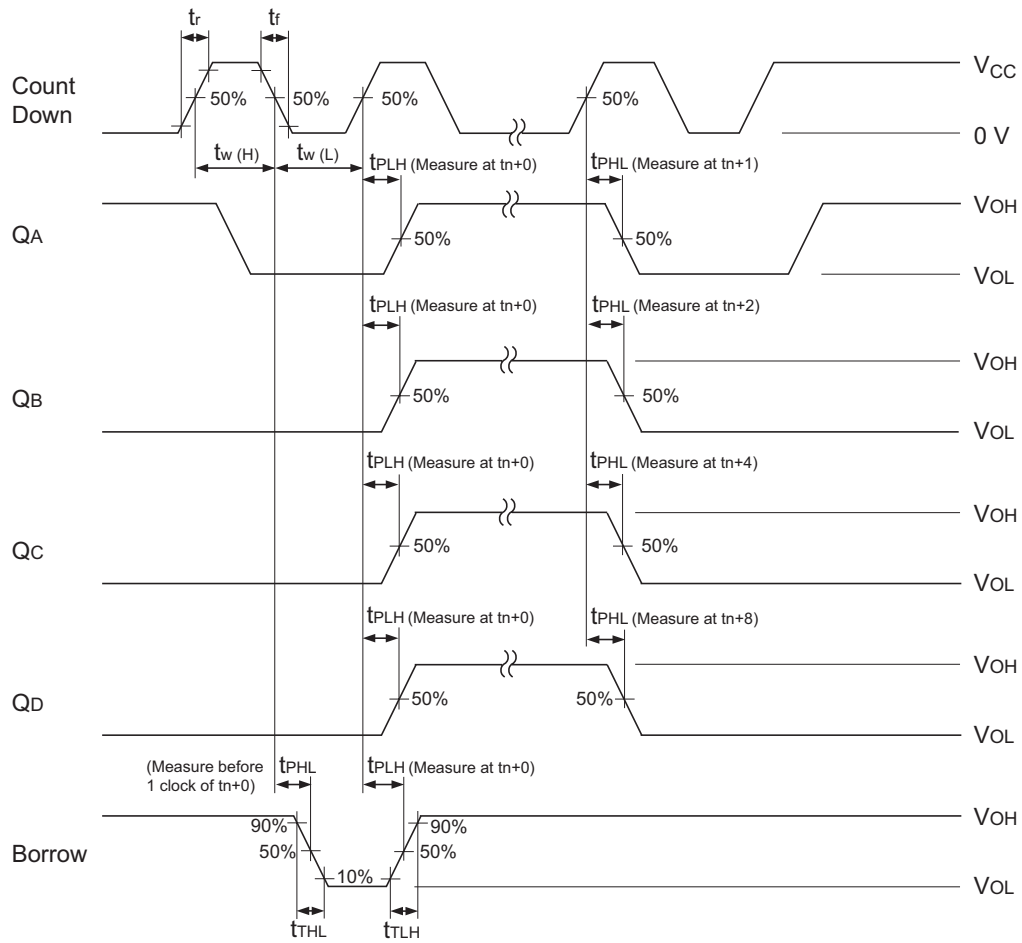 tr tf
Count Down
50% 50% 50% 50%
VCC
0 V
tw (H) tw (L)
tPLH (Measure at tn+0) tPHL (Measure at tn+1)
QA
50% 50%
VOH
VOL
tPLH (Measure at tn+0) tPHL (Measure at tn+2)
QB
50% 50%
VOH
VOL
tPLH (Measure at tn+0) tPHL (Measure at tn+4)
QC
50% 50%
VOH
VOL
tPLH (Measure at tn+0) tPHL (Measure at tn+8)
QD
50% 50%
VOH
VOL
(Measure before
1 clock of tn+0)
tPHL tPLH (Measure at tn+0)
Borrow
90% 90%
50% 50%
10%
VOH
VOL
tTHL tTLH